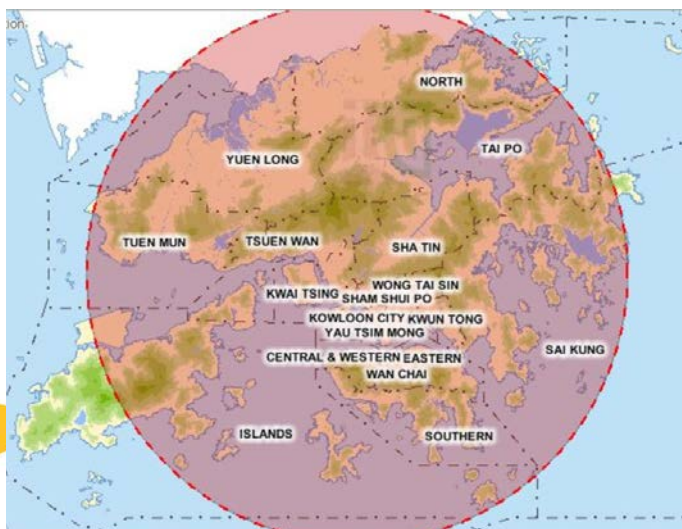 NORTH
TAI PO
YUEN LONG
TUEN MUN
TSUEN WAN
SHA TIN
WONG TAI SIN
KWAI TSING
SHAM SHUI PO
KOWLOON CITY
KWUN TONG
YAU TSIM MONG
SAI KUNG
CENTRAL & WESTERN
EASTERN
WAN CHAI
ISLANDS
SOUTHERN